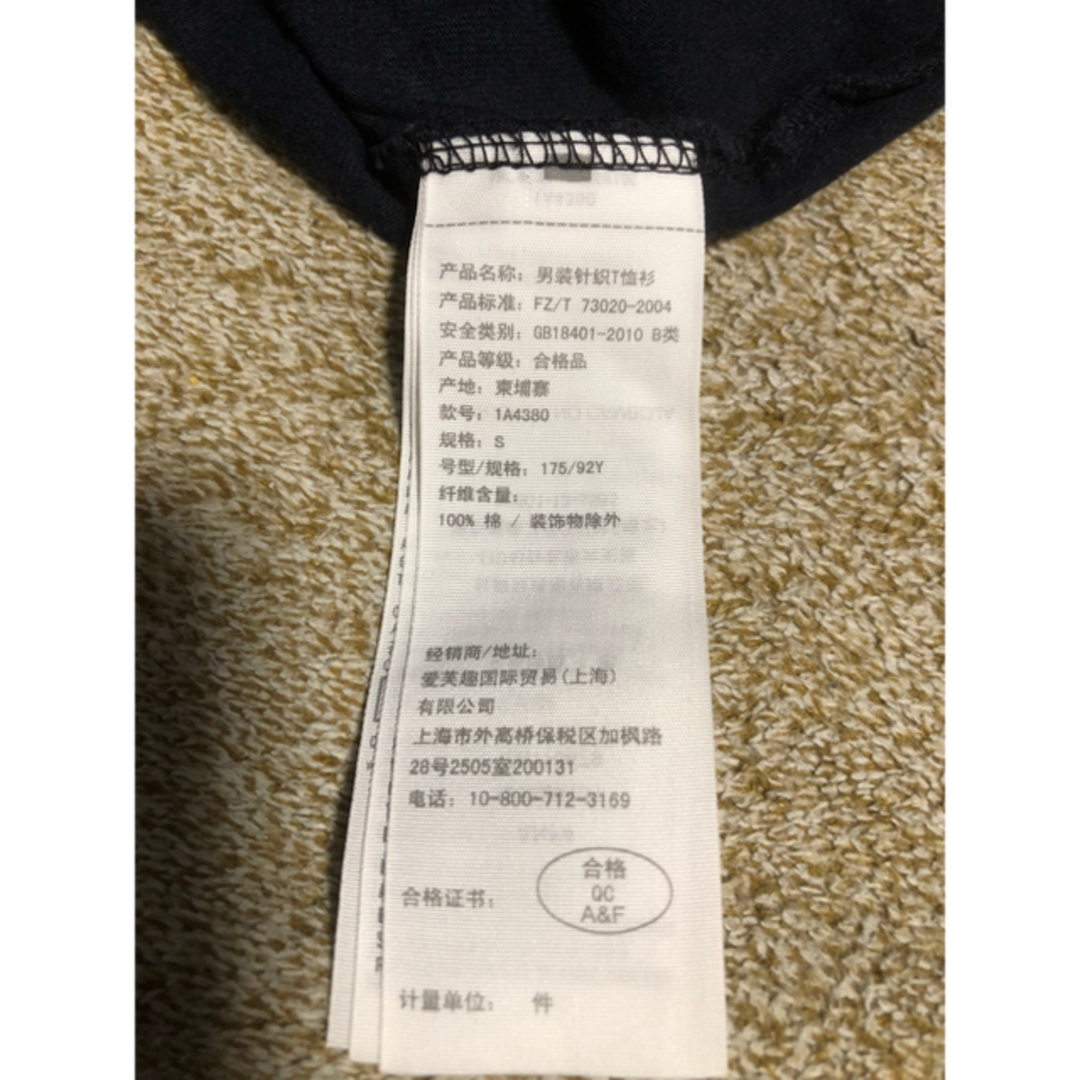 1A4380
产品名称: 男装针织T恤衫
产品标准: FZ/T 73020-2004
安全类别: GB18401-2010 B类
产品等级: 合格品
产地: 柬埔寨
款号: 1A4380
规格: S
号型/规格: 175/92Y
纤维含量:
100% 棉 / 装饰物除外
经销商/地址:
爱芙趣国际贸易(上海)
有限公司
上海市外高桥保税区加枫路
28号2505室200131
电话: 10-800-712-3169
合格证书:
合格
QC
A&F
计量单位: 件